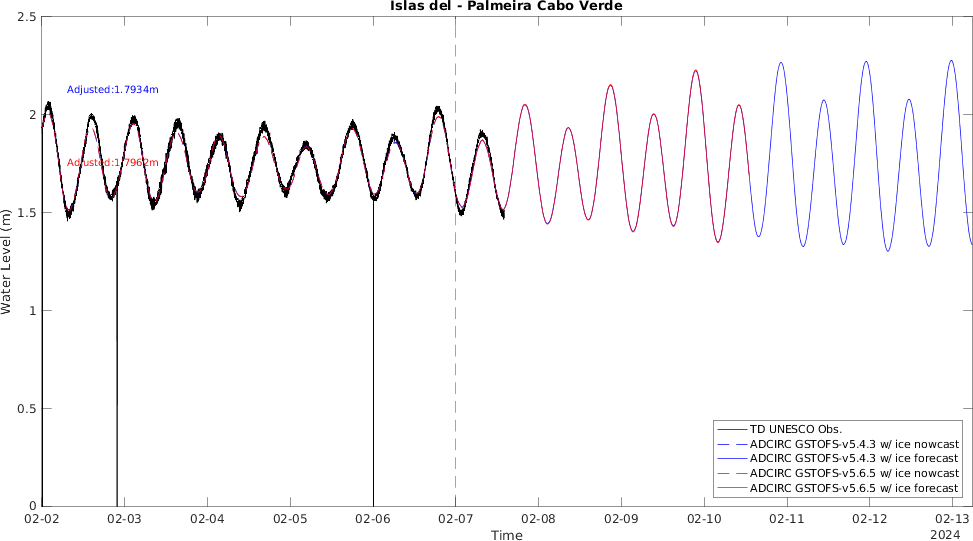 Islas del - Palmeira Cabo Verde
2.5
2
1.5
1
0.5
0
Water Level (m)
Adjusted:1.7934m
Adjusted:1.7962m
TD UNESCO Obs.
ADCIRC GSTOFS-v5.4.3 w/ ice nowcast
ADCIRC GSTOFS-v5.4.3 w/ ice forecast
ADCIRC GSTOFS-v5.6.5 w/ ice nowcast
ADCIRC GSTOFS-v5.6.5 w/ ice forecast
02-02 02-03 02-04 02-05 02-06 02-07 02-08 02-09 02-10 02-11 02-12 02-13
Time
2024